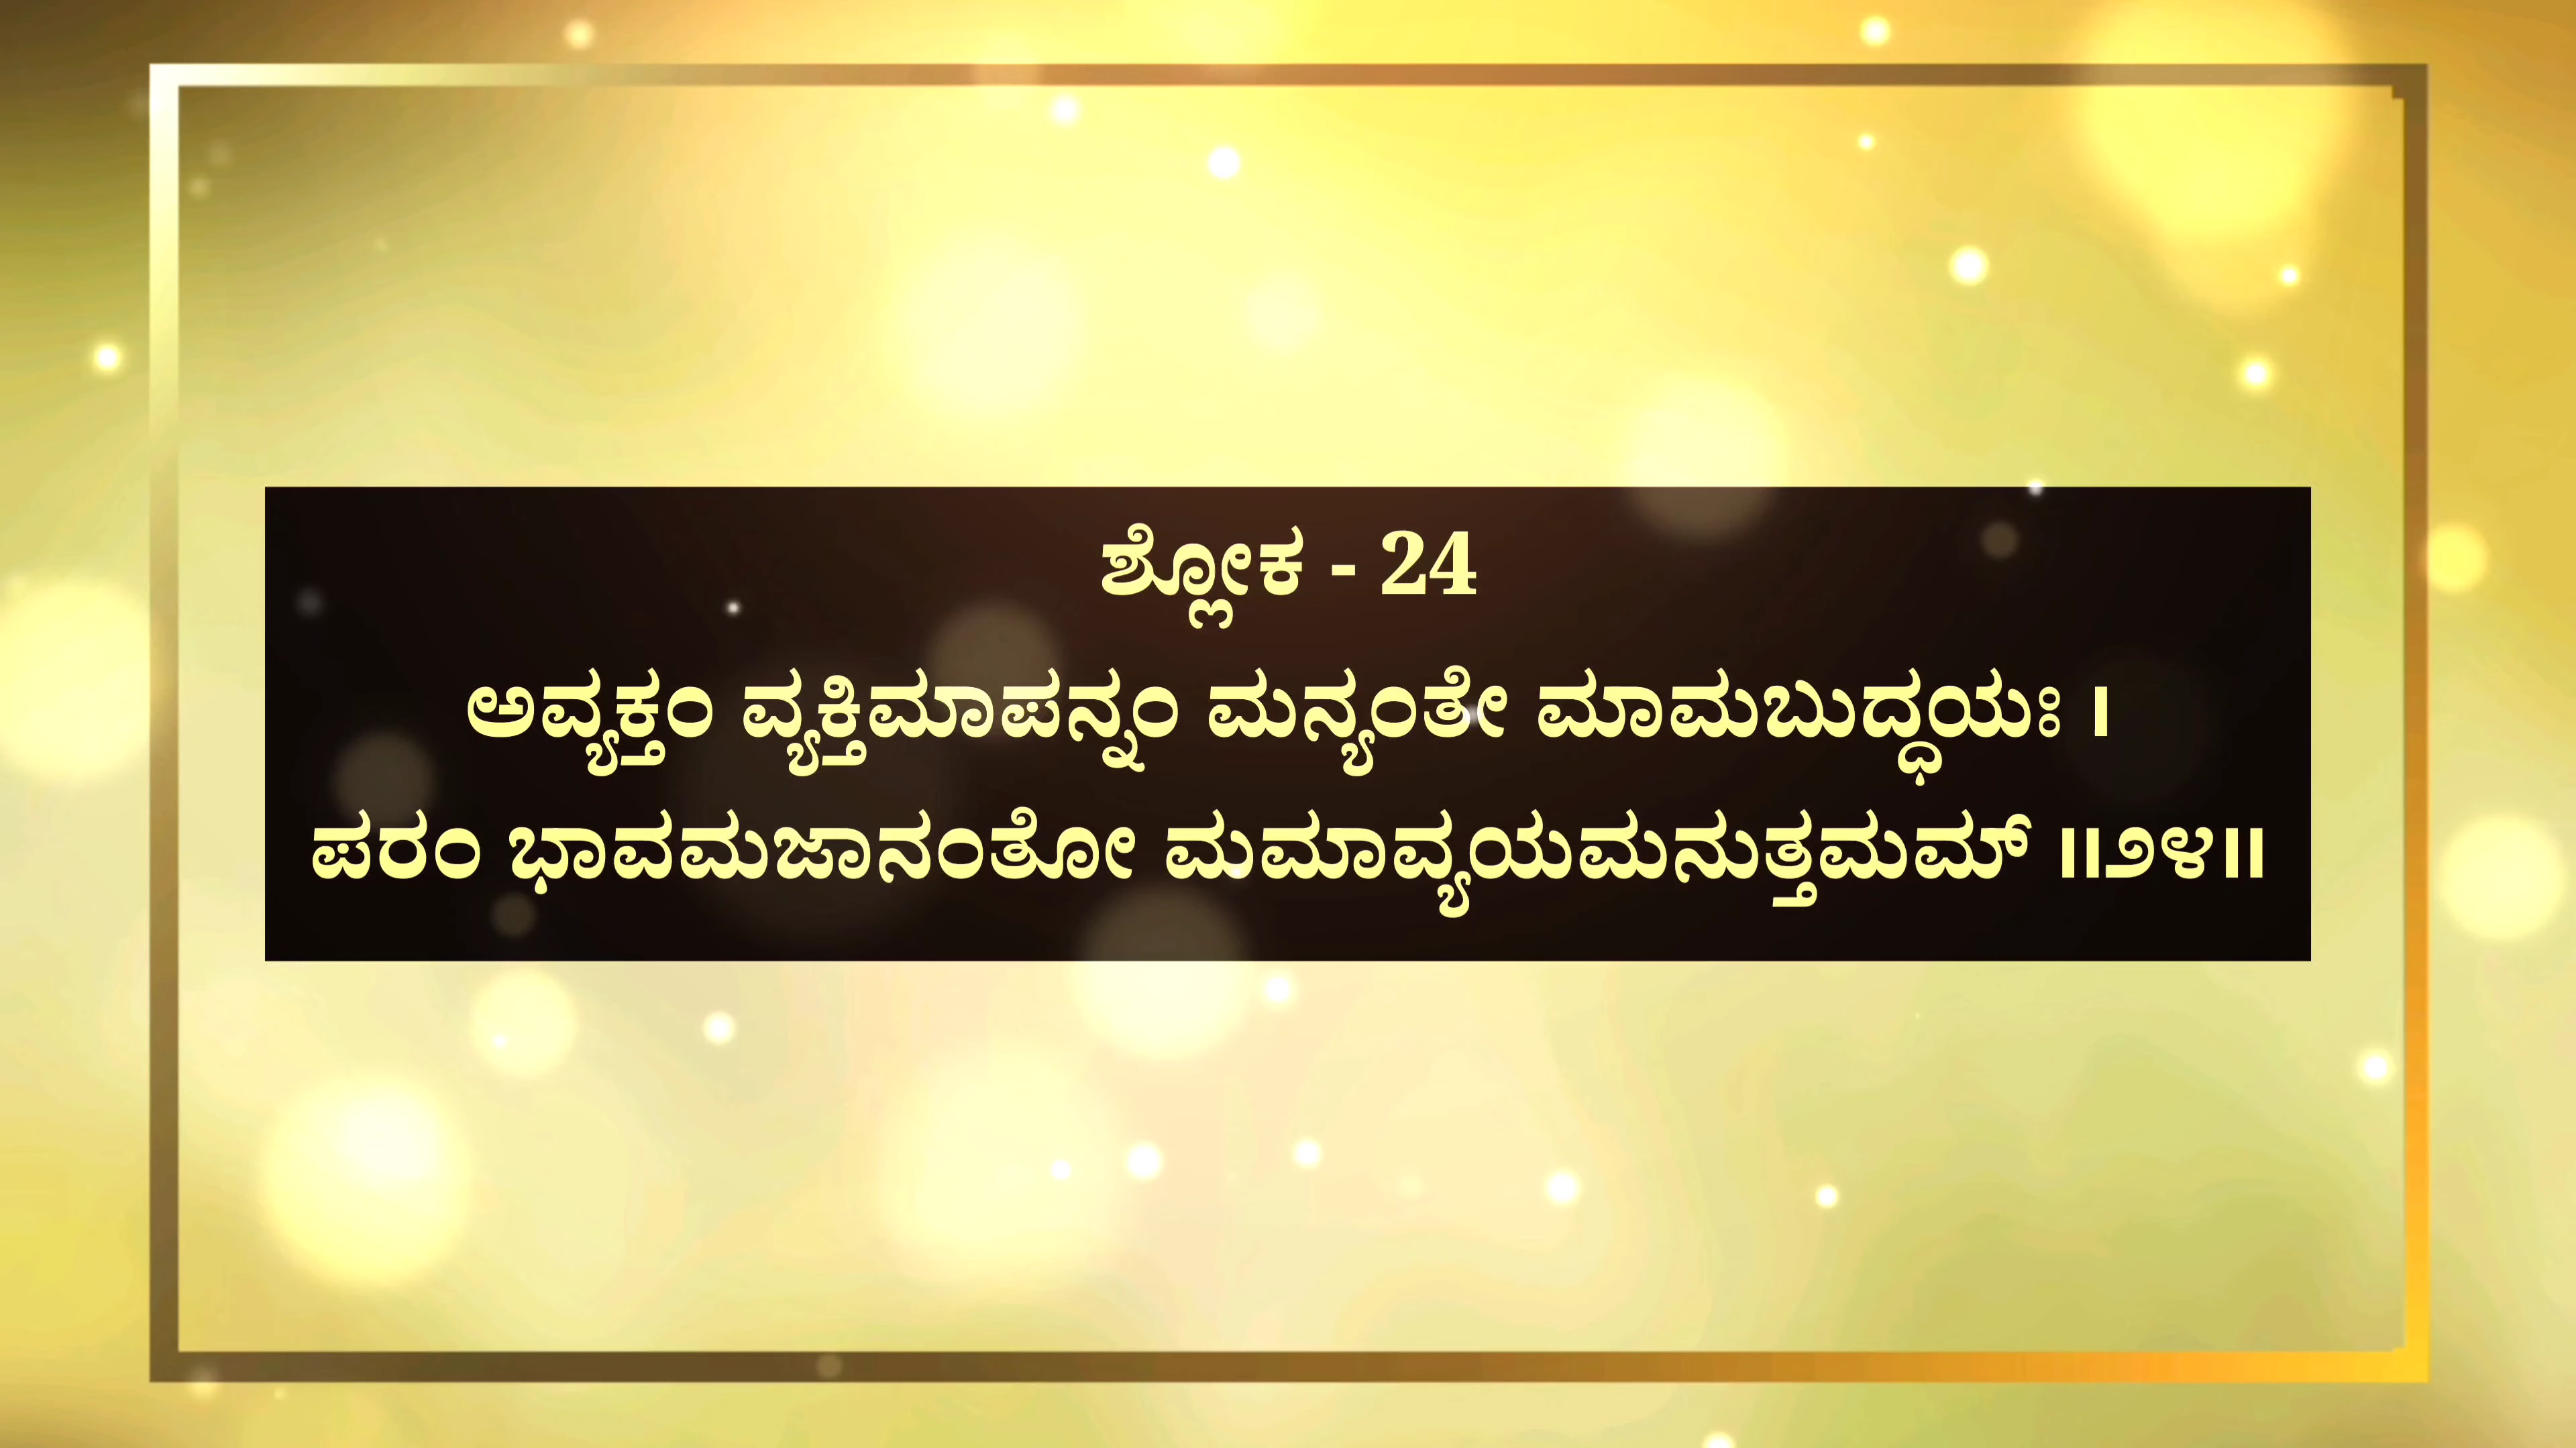 ಶ್ಲೋಕ - 24
ಅವ್ಯಕ್ತಂ ವ್ಯಕ್ತಿಮಾಪನ್ನಂ ಮನ್ಯಂತೇ ಮಾಮಬುದ್ಧಯಃ ।
ಪರಂ ಭಾವಮಜಾನಂತೋ ಮಮಾವ್ಯಯಮನುತ್ತಮಮ್ ॥೨೪॥